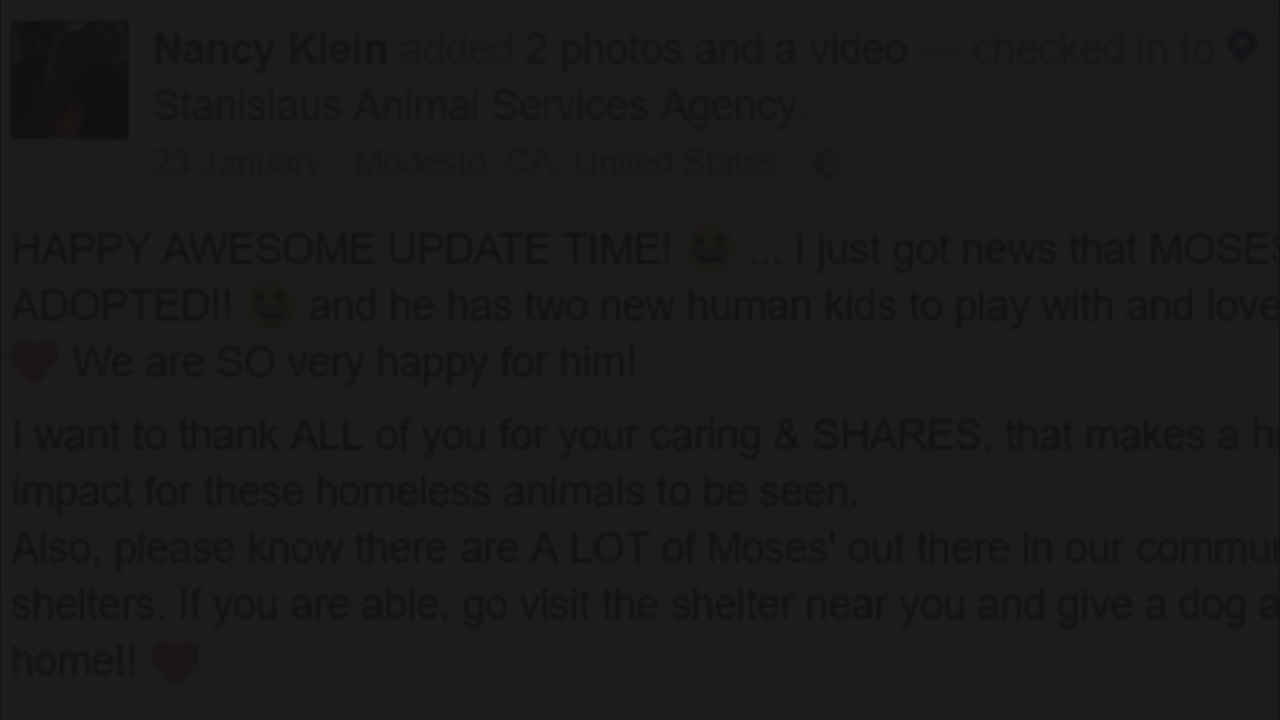 Nancy Klein added 2 photos and a video — checked in to
Stanislaus Animal Services Agency.
23 January · Modesto, CA, United States ·
HAPPY AWESOME UPDATE TIME! 😃 ... I just got news that MOSES
ADOPTED!! 😃 and he has two new human kids to play with and love
❤ We are SO very happy for him!
I want to thank ALL of you for your caring & SHARES, that makes a
impact for these homeless animals to be seen.
Also, please know there are A LOT of Moses' out there in our
shelters. If you are able, go visit the shelter near you and give a dog a
home!! ❤